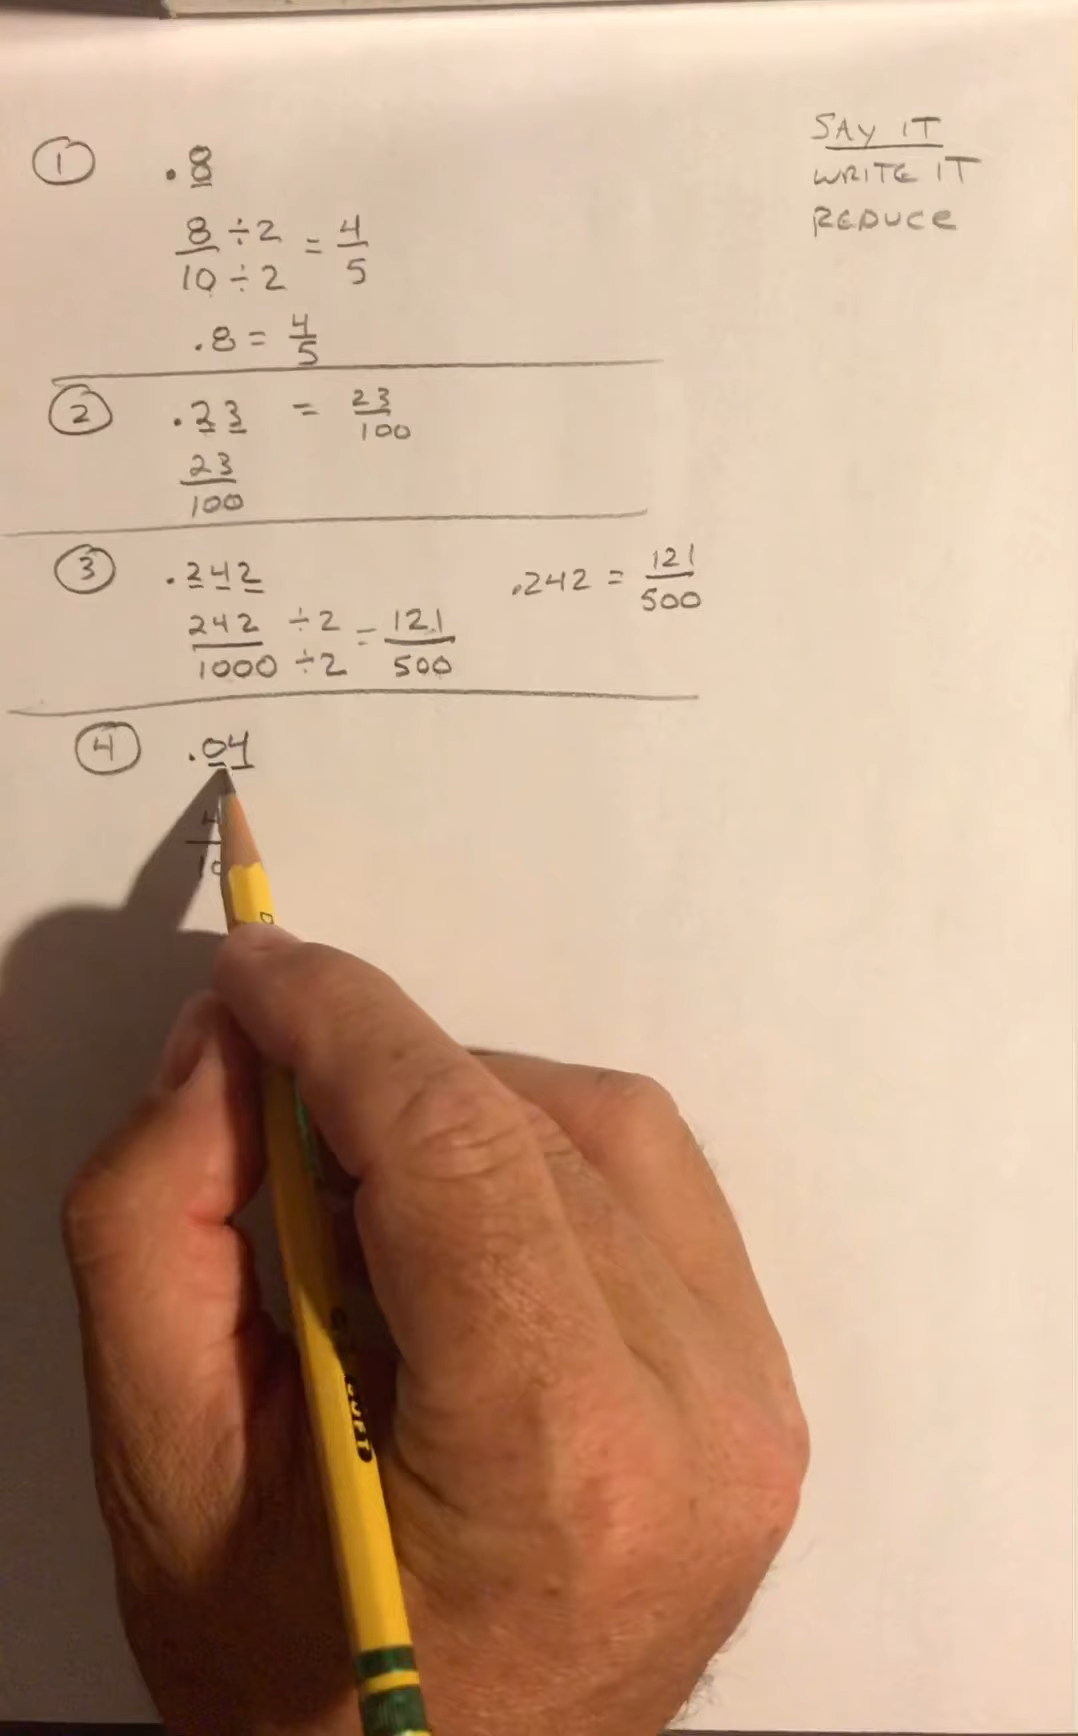 SAY IT
WRITE IT
REDUCE
① .8
8 ÷2 / 10 ÷2 = 4/5
.8 = 4/5
② .23 = 23/100
23/100
③ .242 .242 = 121/500
242 ÷2 / 1000 ÷2 = 121/500
④ .04